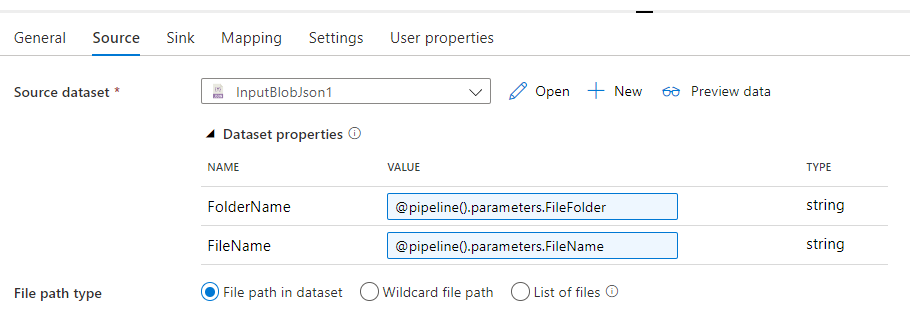 General Source Sink Mapping Settings User properties
Source dataset * InputBlobJson1 Open New Preview data
Dataset properties
NAME VALUE TYPE
FolderName @pipeline().parameters.FileFolder string
FileName @pipeline().parameters.FileName string
File path type File path in dataset Wildcard file path List of files